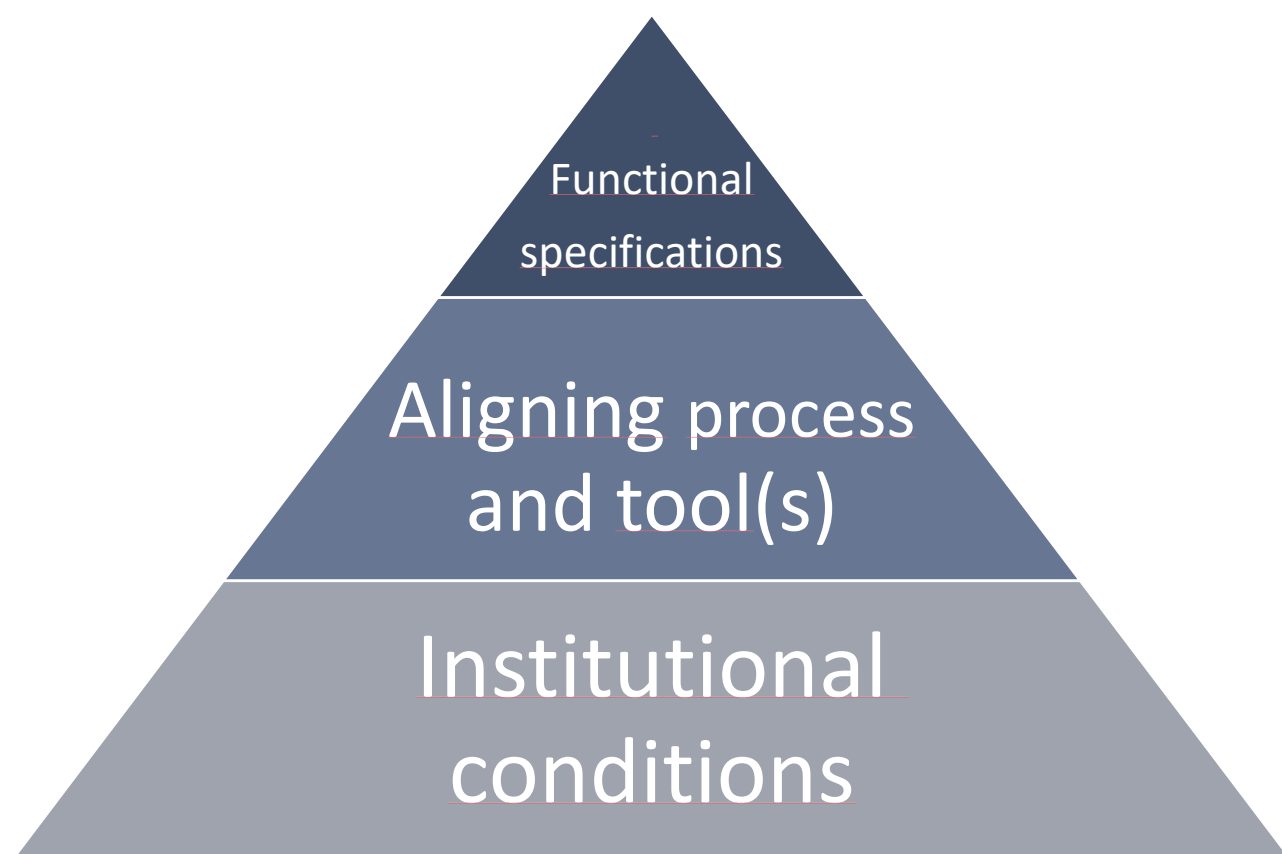 Functional
specifications
Aligning process
and tool(s)
Institutional
conditions